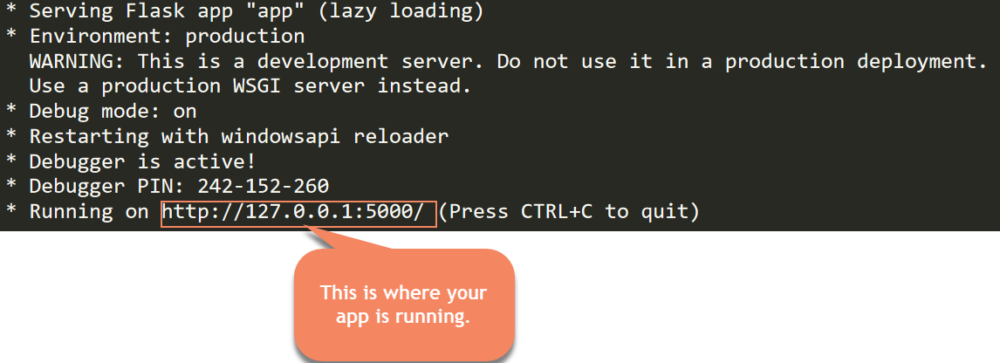 * Serving Flask app "app" (lazy loading)
* Environment: production
WARNING: This is a development server. Do not use it in a production deployment.
Use a production WSGI server instead.
* Debug mode: on
* Restarting with windowsapi reloader
* Debugger is active!
* Debugger PIN: 242-152-260
* Running on http://127.0.0.1:5000/ (Press CTRL+C to quit)
This is where your
app is running.